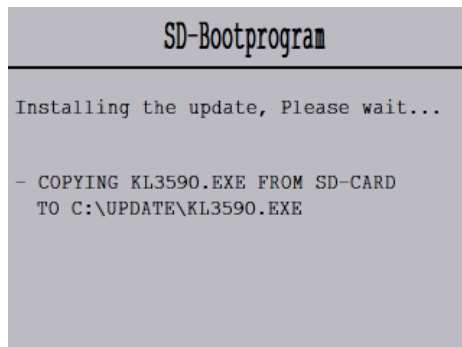 SD-Bootprogram
Installing the update, Please wait...
- COPYING KL3590.EXE FROM SD-CARD
TO C:\UPDATE\KL3590.EXE